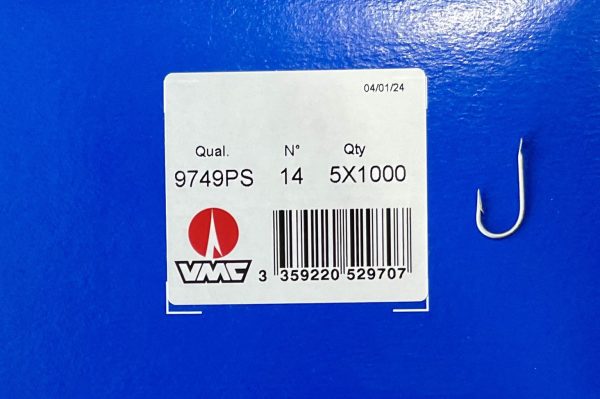 04/01/24
Qual. N° Qty
9749PS 14 5X1000
VMC
3 359220 529707